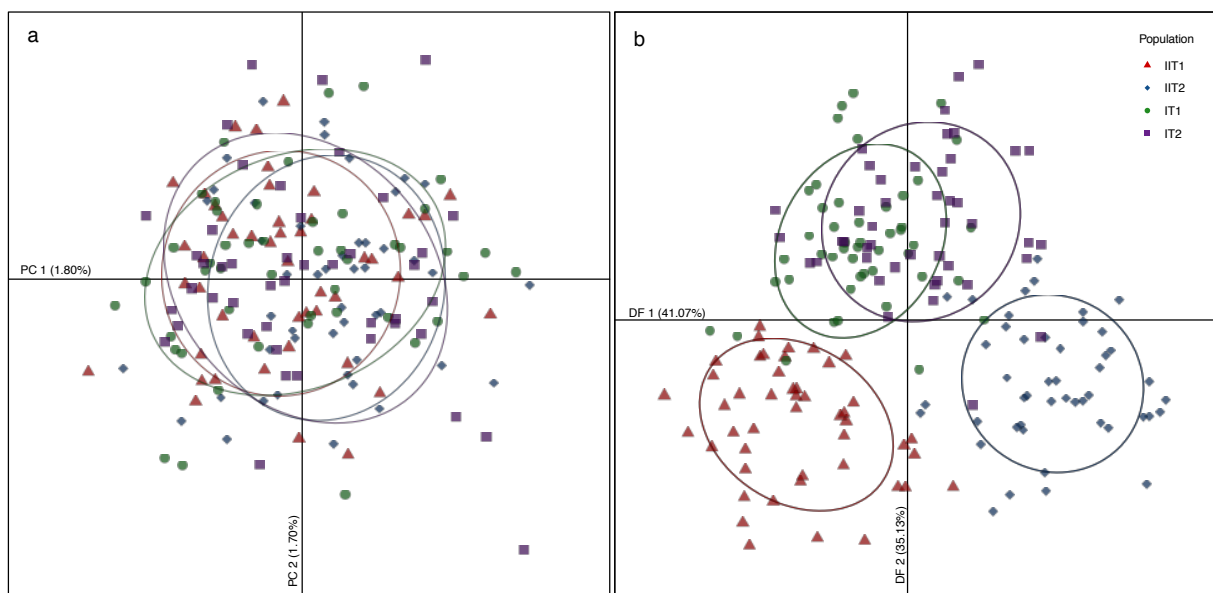 a
PC 1 (1.80%)
PC 2 (1.70%)
b
Population
IIT1
IIT2
IT1
IT2
DF 1 (41.07%)
DF 2 (35.13%)